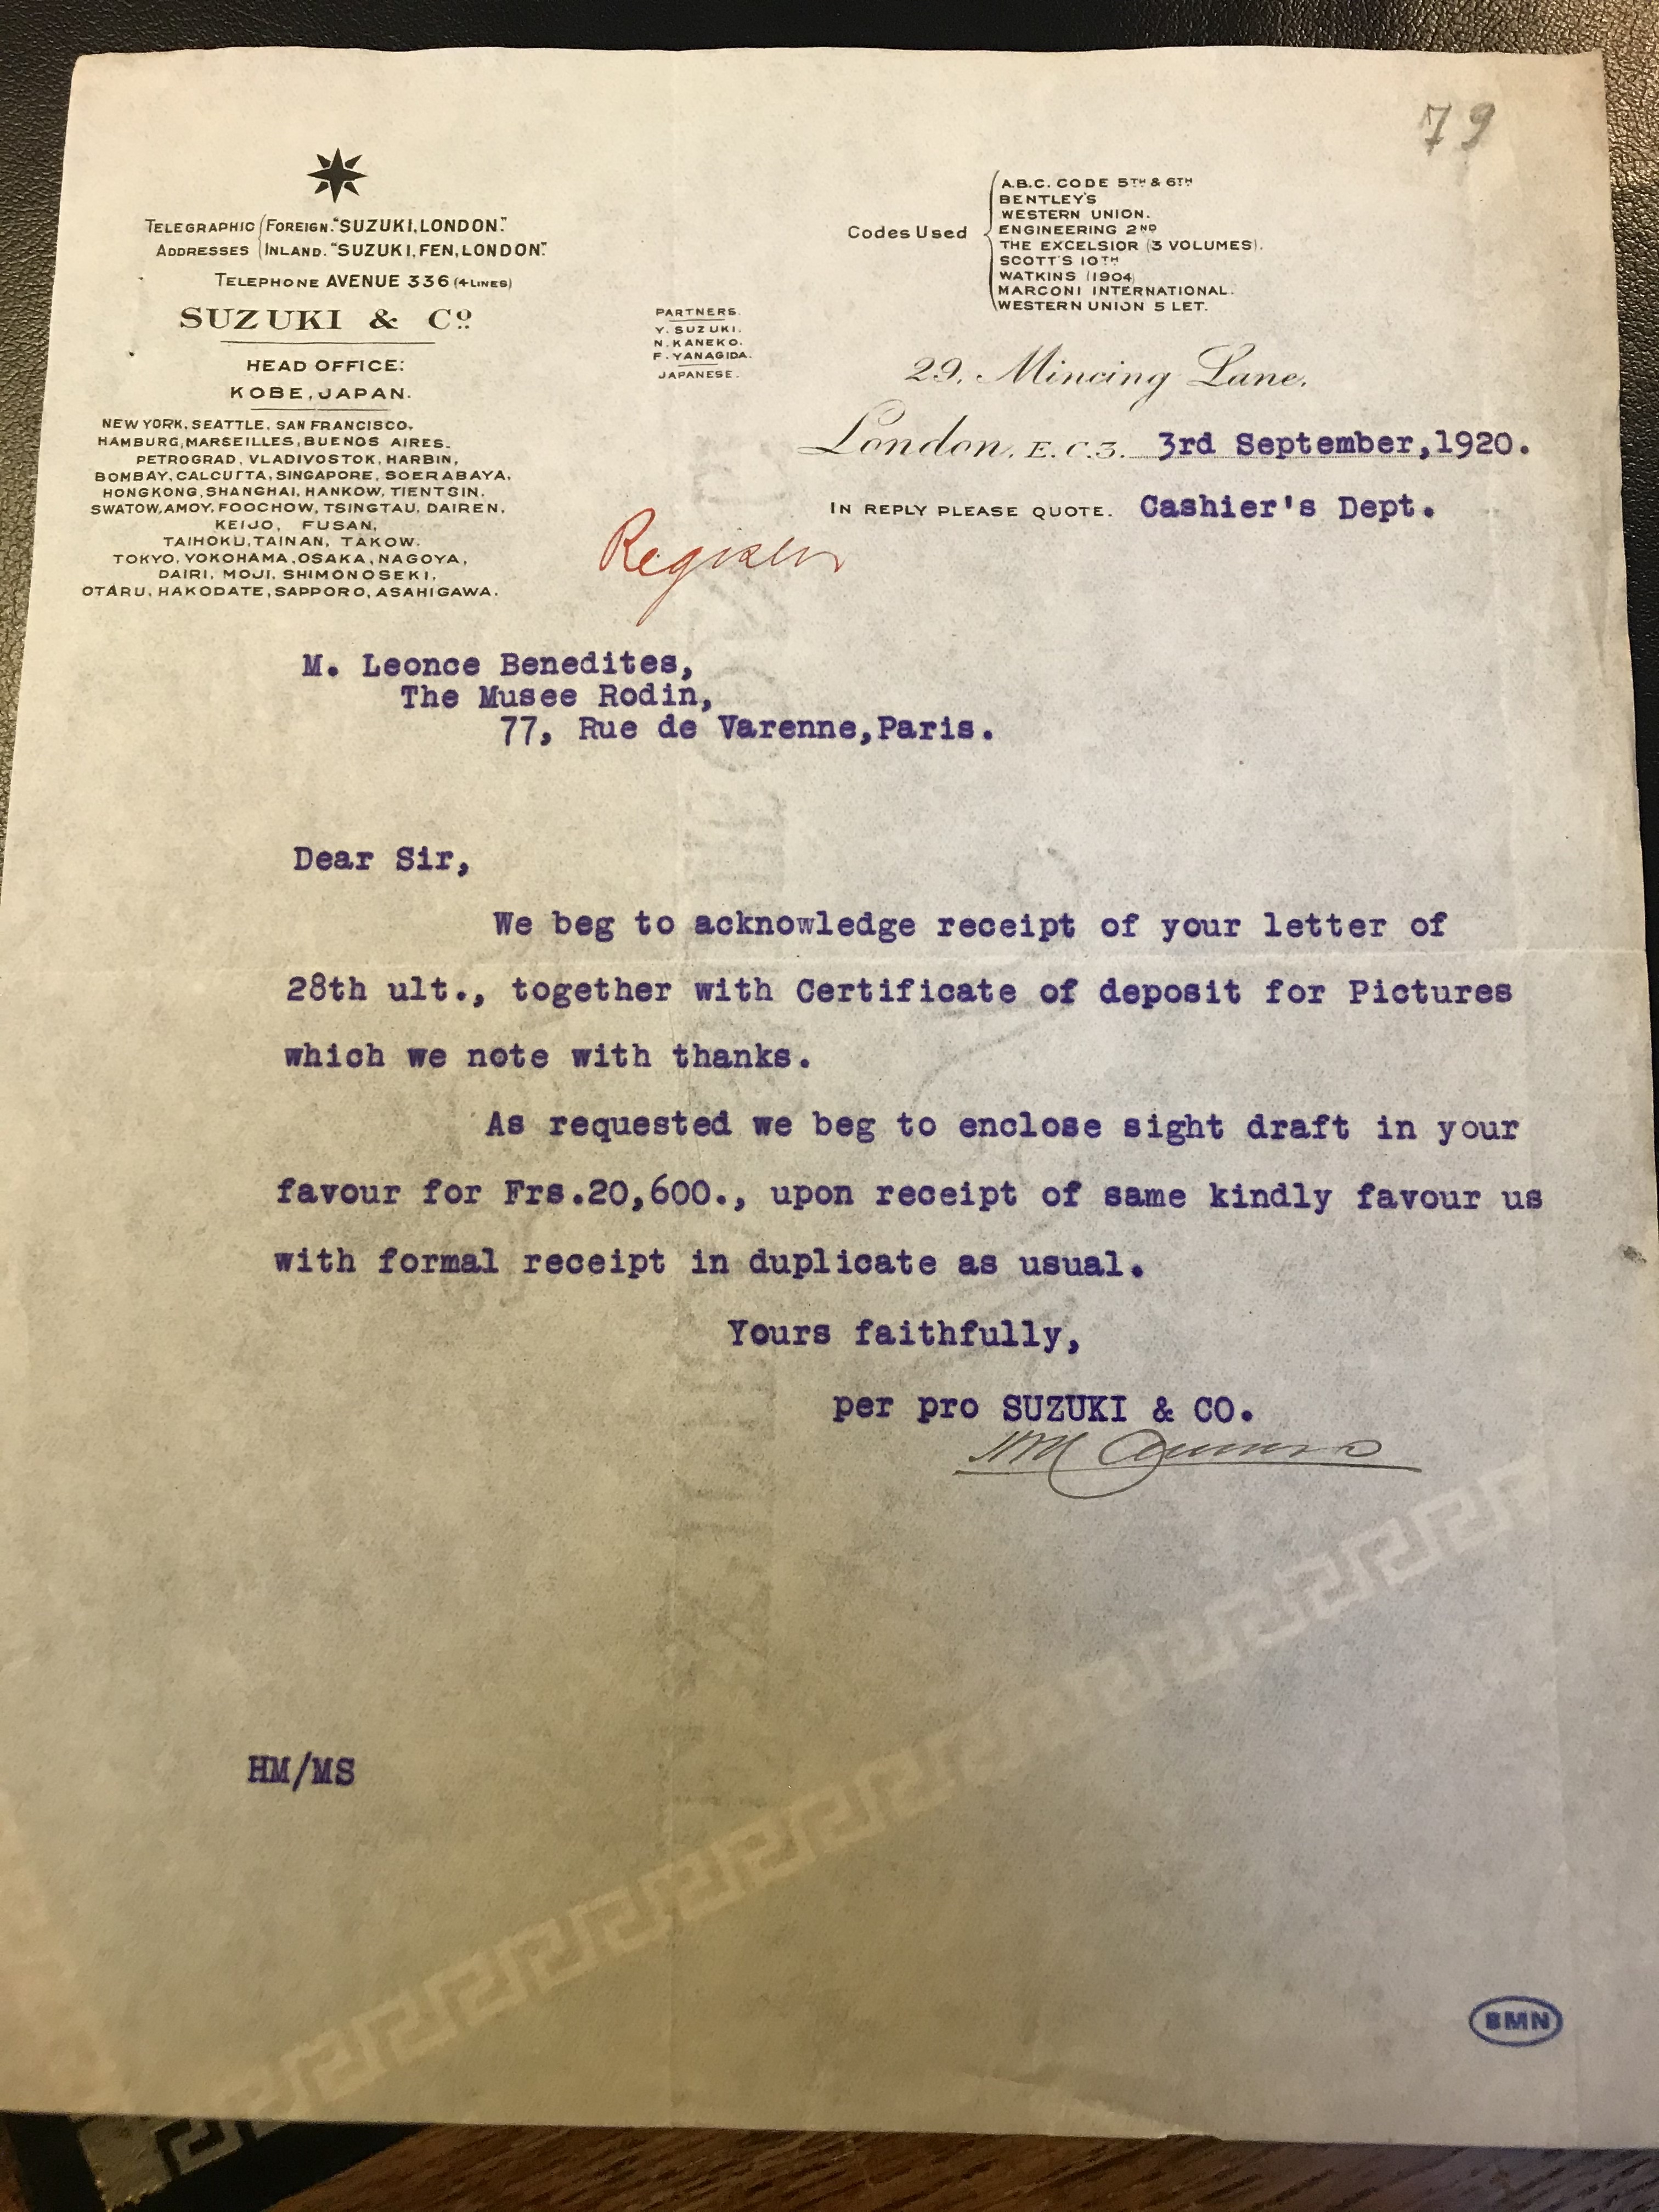 79
TELEGRAPHIC ADDRESSES
FOREIGN. "SUZUKI, LONDON."
INLAND. "SUZUKI, FEN, LONDON."
TELEPHONE AVENUE 336 (4 LINES)
SUZUKI & Co.
HEAD OFFICE:
KOBE, JAPAN.
NEW YORK, SEATTLE, SAN FRANCISCO,
HAMBURG, MARSEILLES, BUENOS AIRES.
PETROGRAD, VLADIVOSTOK, HARBIN,
BOMBAY, CALCUTTA, SINGAPORE, SOERABAYA,
HONGKONG, SHANGHAI, HANKOW, TIENTSIN.
SWATOW, AMOY, FOOCHOW, TSINGTAU, DAIREN,
KEIJO, FUSAN,
TAIHOKU, TAINAN, TAKOW.
TOKYO, YOKOHAMA, OSAKA, NAGOYA,
DAIRI, MOJI, SHIMONOSEKI,
OTARU, HAKODATE, SAPPORO, ASAHIGAWA.
PARTNERS.
Y. SUZUKI.
N. KANEKO.
F. YANAGIDA.
JAPANESE.
Codes Used
A.B.C. CODE 5TH & 6TH
BENTLEY'S
WESTERN UNION.
ENGINEERING 2ND
THE EXCELSIOR (3 VOLUMES).
SCOTT'S 10TH
WATKINS (1904)
MARCONI INTERNATIONAL.
WESTERN UNION 5 LET.
29, Mincing Lane,
London, E.C.3. 3rd September,1920.
IN REPLY PLEASE QUOTE. Cashier's Dept.
M. Leonce Benedites,
The Musee Rodin,
77, Rue de Varenne,Paris.
Dear Sir,
We beg to acknowledge receipt of your letter of
28th ult., together with Certificate of deposit for Pictures
which we note with thanks.
As requested we beg to enclose sight draft in your
favour for Frs.20,600., upon receipt of same kindly favour us
with formal receipt in duplicate as usual.
Yours faithfully,
per pro SUZUKI & CO.
HM/MS
BMN